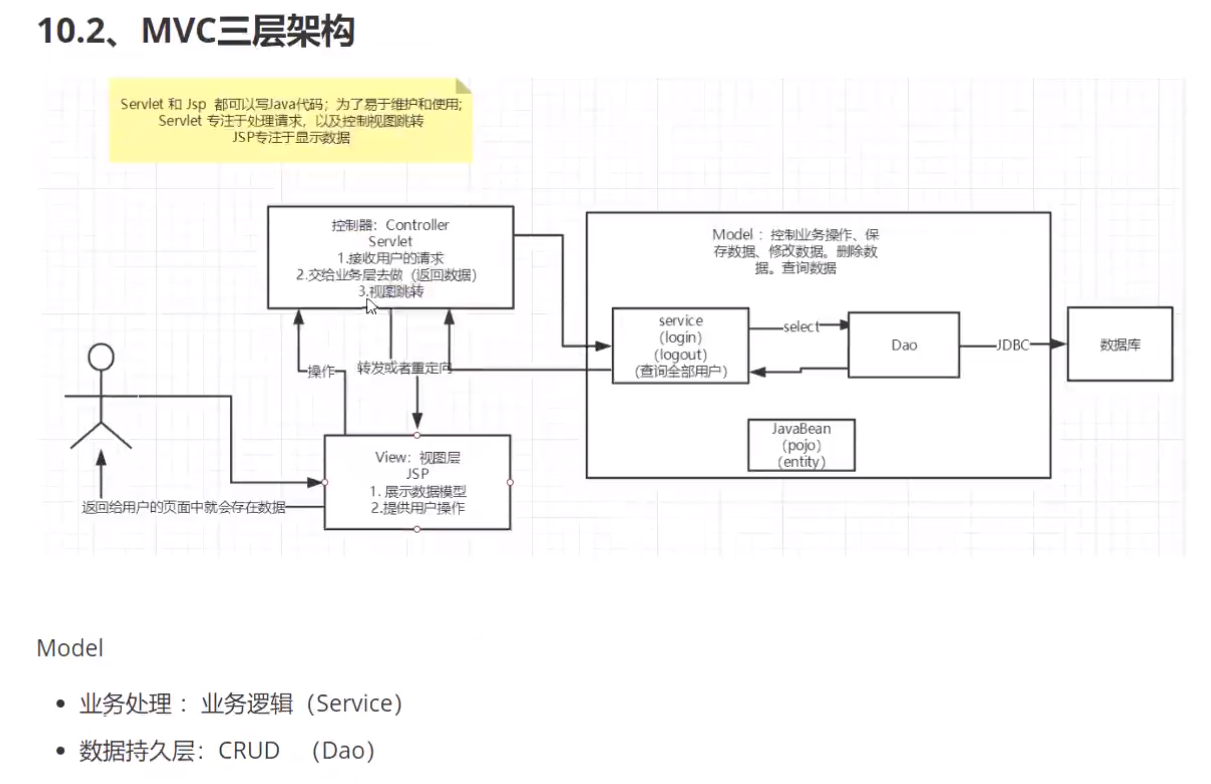 10.2、MVC三层架构
Servlet 和 Jsp 都可以写Java代码；为了易于维护和使用;
Servlet 专注于处理请求，以及控制视图跳转
JSP专注于显示数据
控制器：Controller
Servlet
1.接收用户的请求
2.交给业务层去做（返回数据）
3.视图跳转
Model ：控制业务操作、保
存数据、修改数据。删除数
据。查询数据
service
(login)
(logout)
(查询全部用户)
select
Dao
JDBC
数据库
操作
转发或者重定向
JavaBean
(pojo)
(entity)
View：视图层
JSP
1. 展示数据模型
2.提供用户操作
返回给用户的页面中就会存在数据
Model
• 业务处理 ：业务逻辑（Service）
• 数据持久层：CRUD （Dao）